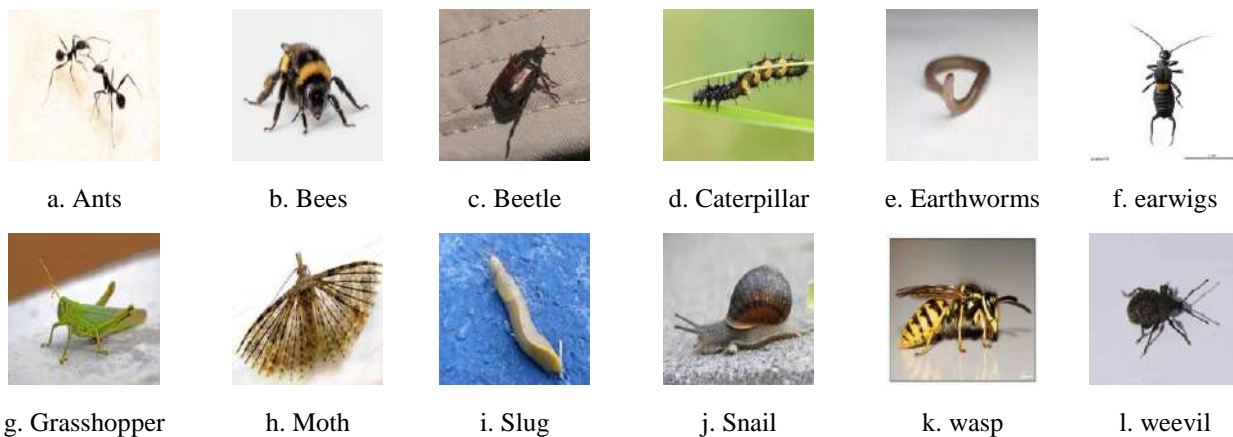 a. Ants
b. Bees
c. Beetle
d. Caterpillar
e. Earthworms
f. earwigs
g. Grasshopper
h. Moth
i. Slug
j. Snail
k. wasp
l. weevil